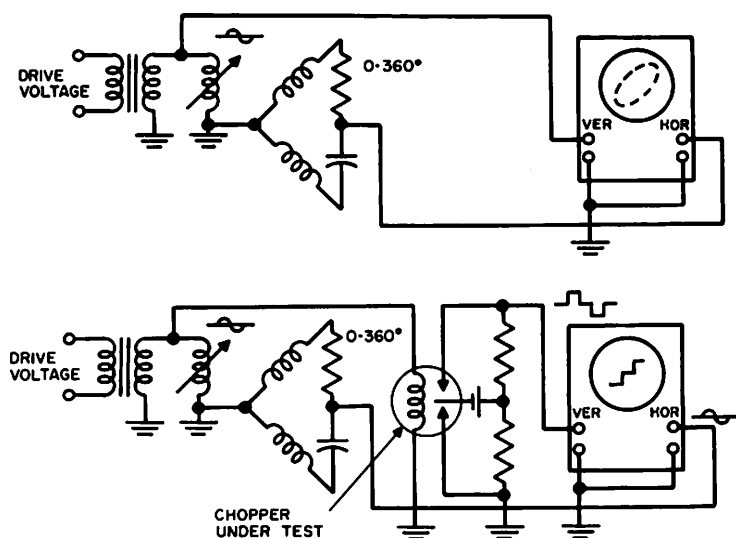 DRIVE
VOLTAGE
0-360°
VER
HOR
DRIVE
VOLTAGE
0-360°
VER
HOR
CHOPPER
UNDER TEST